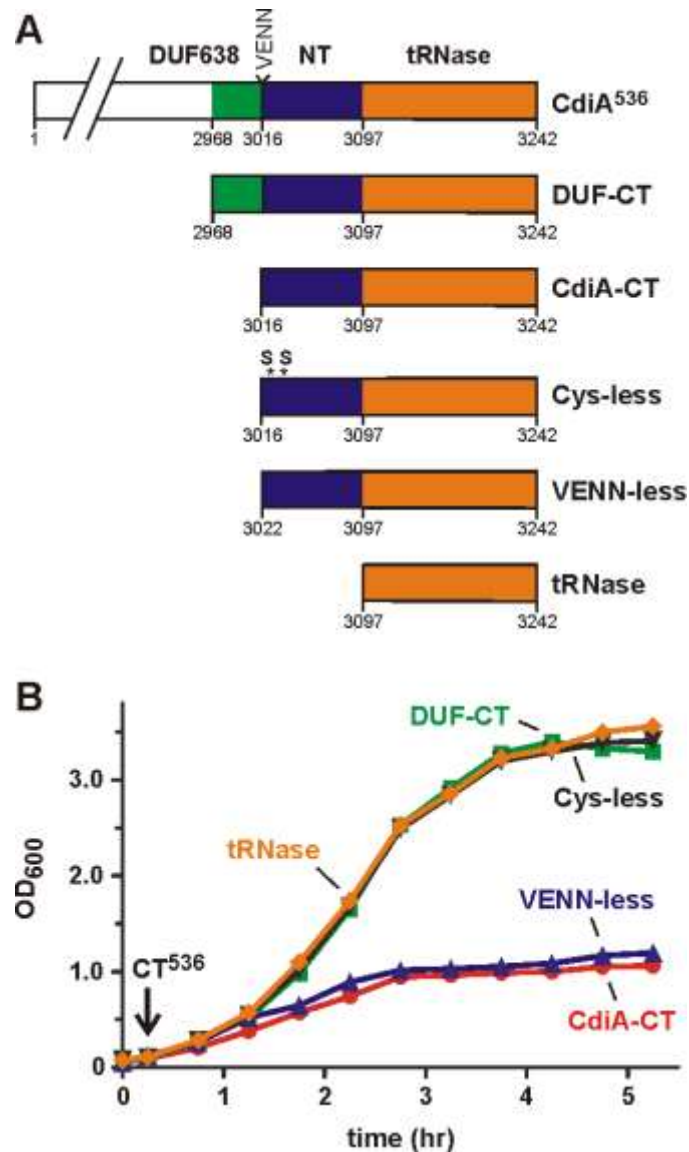 A
DUF638 VENN NT tRNase
CdiA536
1 2968 3016 3097 3242
DUF-CT
2968 3097 3242
CdiA-CT
3016 3097 3242
S S
* *
Cys-less
3016 3097 3242
VENN-less
3022 3097 3242
tRNase
3097 3242
B
DUF-CT
3.0
Cys-less
tRNase
2.0
OD600
VENN-less
CT536
1.0
CdiA-CT
0
0 1 2 3 4 5
time (hr)